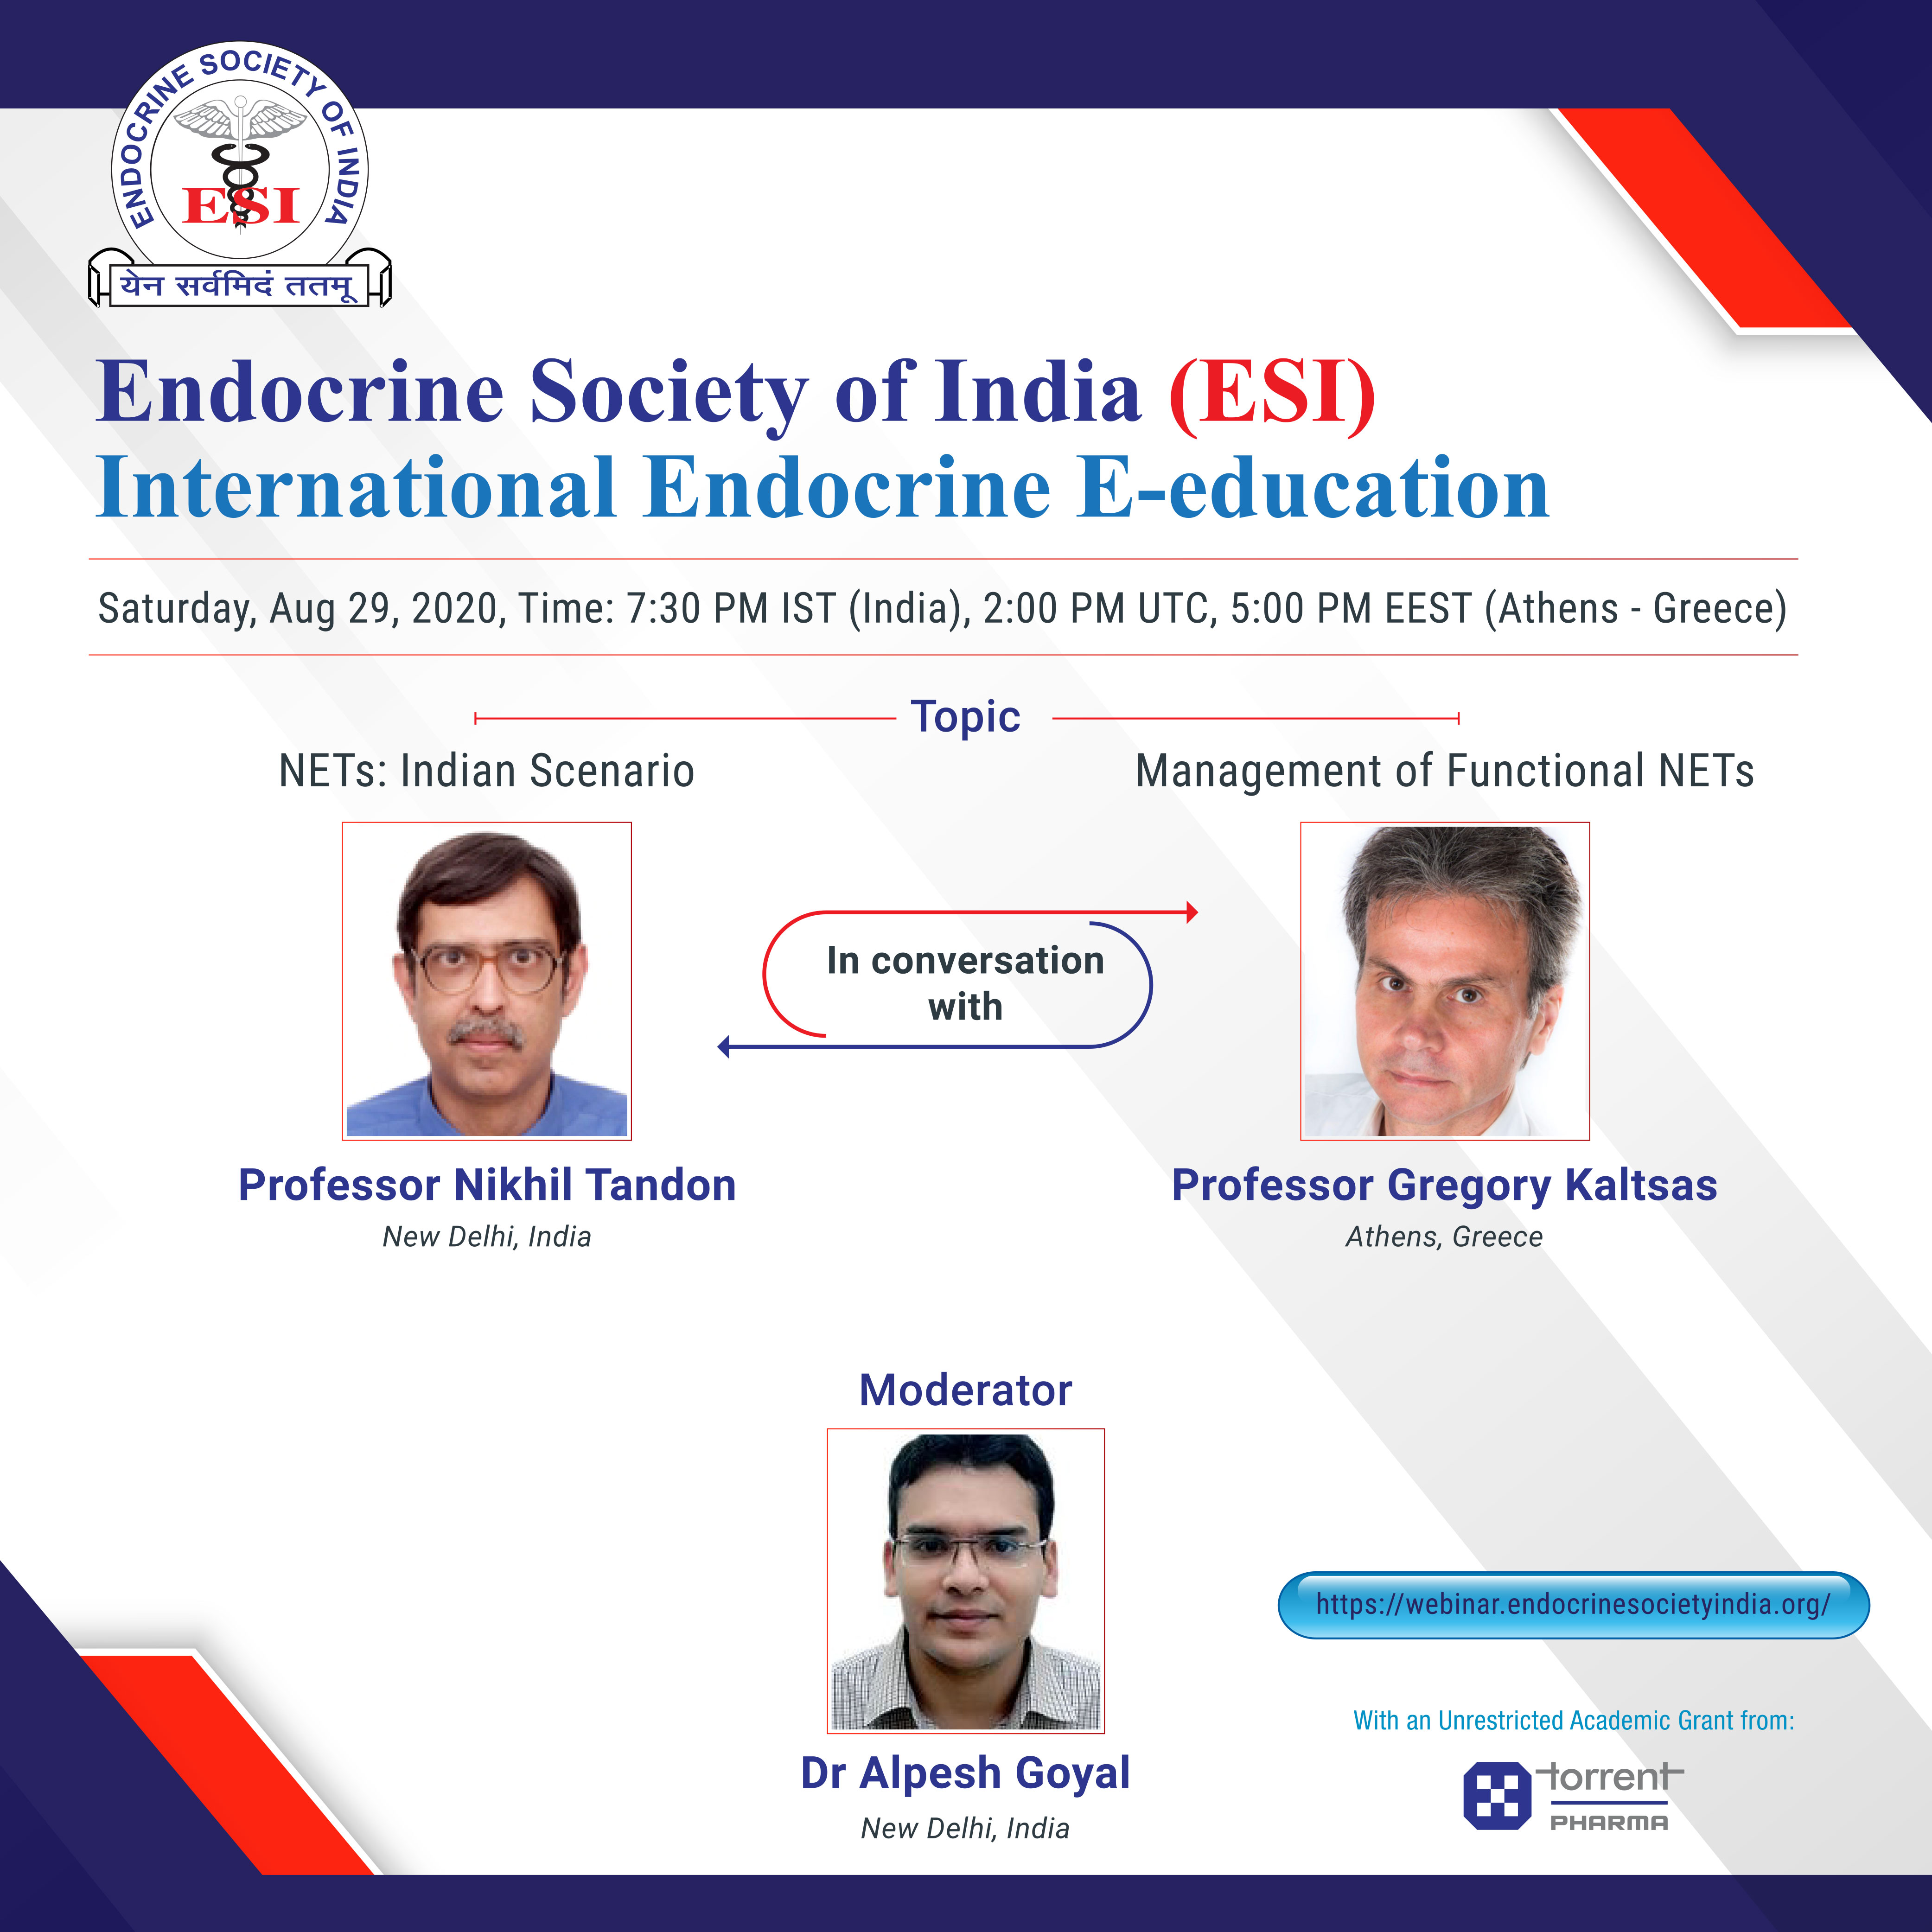 ENDOCRINE SOCIETY OF INDIA
ESI
येन सर्वमिदं ततमू
Endocrine Society of India (ESI)
International Endocrine E-education
Saturday, Aug 29, 2020, Time: 7:30 PM IST (India), 2:00 PM UTC, 5:00 PM EEST (Athens - Greece)
Topic
NETs: Indian Scenario
Management of Functional NETs
In conversation
with
Professor Nikhil Tandon
New Delhi, India
Professor Gregory Kaltsas
Athens, Greece
Moderator
Dr Alpesh Goyal
New Delhi, India
https://webinar.endocrinesocietyindia.org/
With an Unrestricted Academic Grant from:
torrent
PHARMA